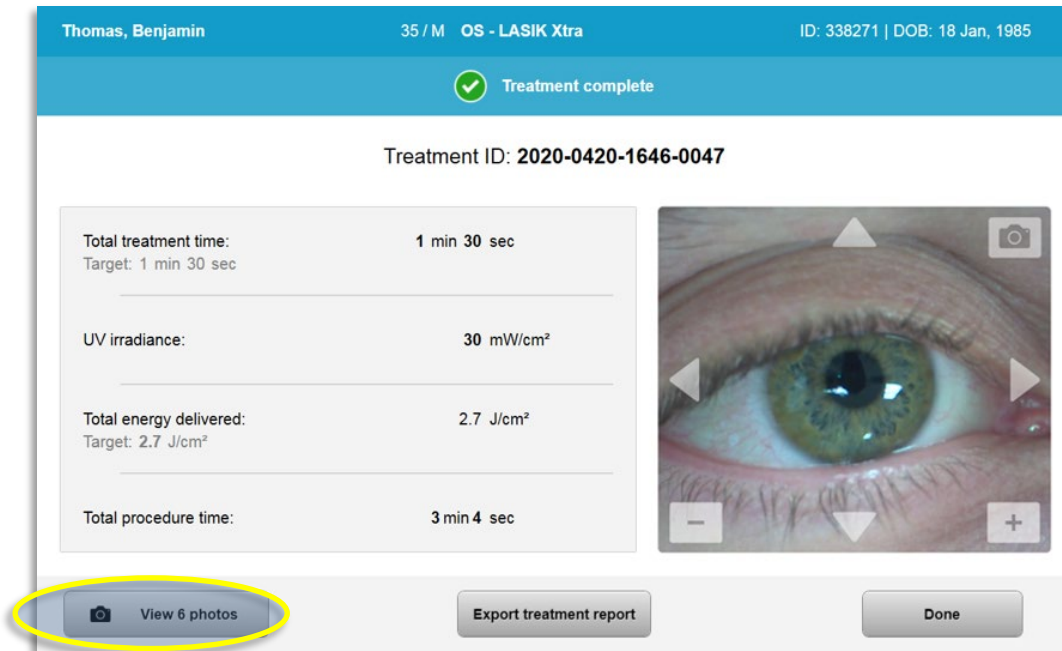 Thomas, Benjamin 35 / M OS - LASIK Xtra ID: 338271 | DOB: 18 Jan, 1985
Treatment complete
Treatment ID: 2020-0420-1646-0047
Total treatment time: 1 min 30 sec
Target: 1 min 30 sec
UV irradiance: 30 mW/cm²
Total energy delivered: 2.7 J/cm²
Target: 2.7 J/cm²
Total procedure time: 3 min 4 sec
View 6 photos Export treatment report Done